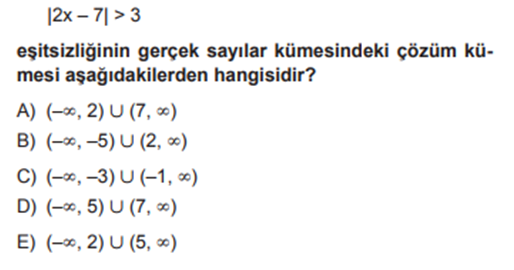 |2x – 7| > 3
eşitsizliğinin gerçek sayılar kümesindeki çözüm kü-
mesi aşağıdakilerden hangisidir?
A) (–∞, 2) ∪ (7, ∞)
B) (–∞, –5) ∪ (2, ∞)
C) (–∞, –3) ∪ (–1, ∞)
D) (–∞, 5) ∪ (7, ∞)
E) (–∞, 2) ∪ (5, ∞)